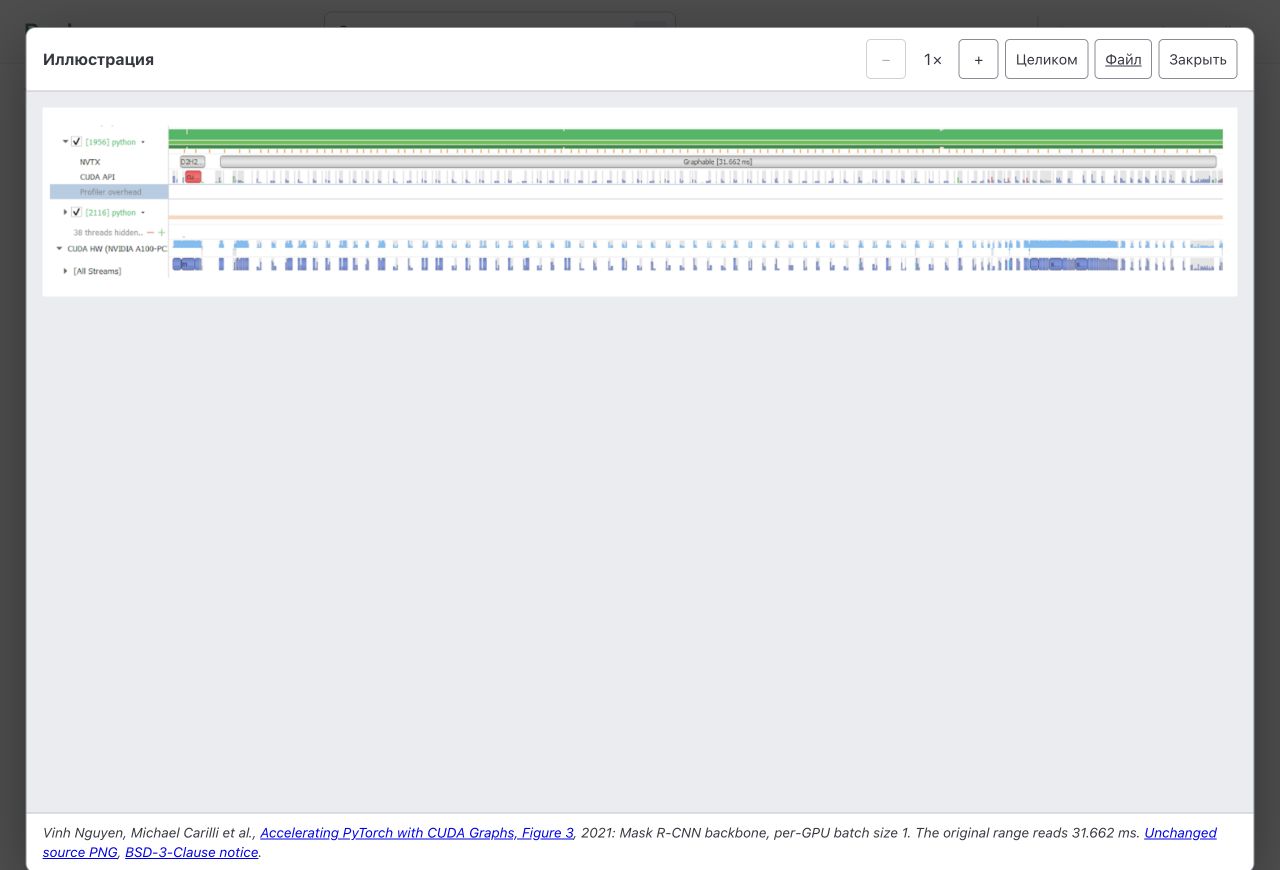 Иллюстрация
−
1×
+
Целиком
Файл
Закрыть
[1956] python
NVTX
D2H2...
Graphable [31.662 ms]
CUDA API
Profiler overhead
[2116] python
38 threads hidden... − +
CUDA HW (NVIDIA A100-PC
[All Streams]
Vinh Nguyen, Michael Carilli et al., Accelerating PyTorch with CUDA Graphs, Figure 3, 2021: Mask R-CNN backbone, per-GPU batch size 1. The original range reads 31.662 ms. Unchanged
source PNG, BSD-3-Clause notice.